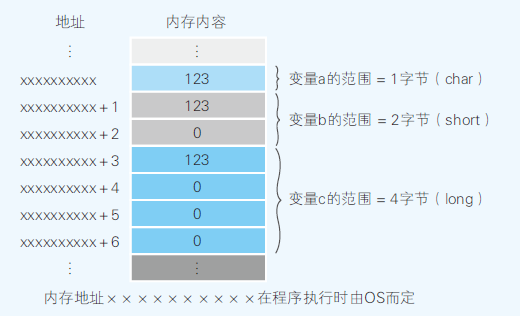 地址 内存内容
⋮ ⋮
xxxxxxxxxx 123 变量a的范围 = 1字节（char）
xxxxxxxxxx + 1 123
变量b的范围 = 2字节（short）
xxxxxxxxxx + 2 0
xxxxxxxxxx + 3 123
xxxxxxxxxx + 4 0
变量c的范围 = 4字节（long）
xxxxxxxxxx + 5 0
xxxxxxxxxx + 6 0
⋮ ⋮
内存地址××××××××××在程序执行时由OS而定